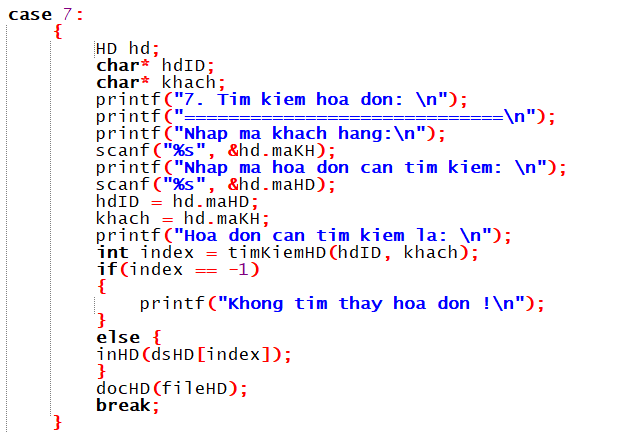 case 7:
{
HD hd;
char* hdID;
char* khach;
printf("7. Tim kiem hoa don: \n");
printf("=============================\n");
printf("Nhap ma khach hang:\n");
scanf("%s", &hd.maKH);
printf("Nhap ma hoa don can tim kiem: \n");
scanf("%s", &hd.maHD);
hdID = hd.maHD;
khach = hd.maKH;
printf("Hoa don can tim kiem la: \n");
int index = timKiemHD(hdID, khach);
if(index == -1)
{
printf("Khong tim thay hoa don !\n");
}
else {
inHD(dsHD[index]);
}
docHD(fileHD);
break;
}